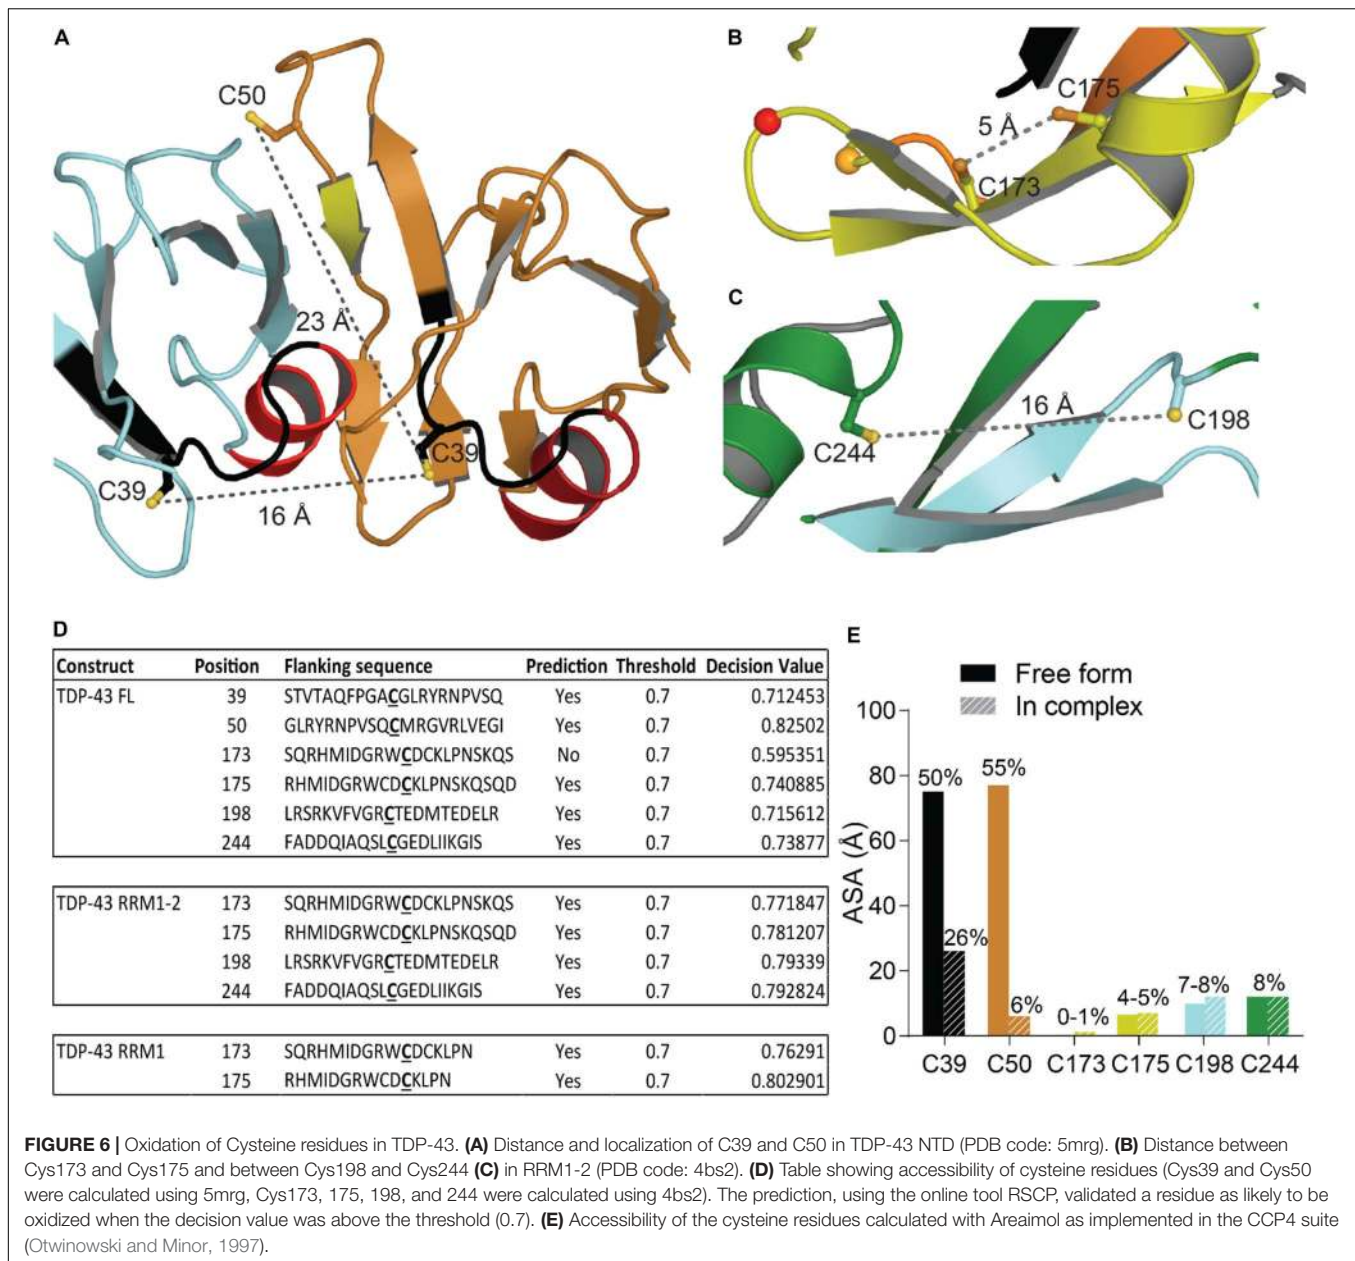 A
C50
23 Å
C39
C39
16 Å
B
C175
5 Å
C173
C
16 Å
C198
C244
D
Construct Position Flanking sequence Prediction Threshold Decision Value
TDP-43 FL 39 STVTAQFPGACGLRYRNPVSQ Yes 0.7 0.712453
50 GLRYRNPVSQCMRGVRLVEGI Yes 0.7 0.82502
173 SQRHMIDGRWCDCKLPNSKQS No 0.7 0.595351
175 RHMIDGRWCDCKLPNSKQSQD Yes 0.7 0.740885
198 LRSRKVFVGRCTEDMTEDELR Yes 0.7 0.715612
244 FADDQIAQSLCGEDLIIKGIS Yes 0.7 0.73877
TDP-43 RRM1-2 173 SQRHMIDGRWCDCKLPNSKQS Yes 0.7 0.771847
175 RHMIDGRWCDCKLPNSKQSQD Yes 0.7 0.781207
198 LRSRKVFVGRCTEDMTEDELR Yes 0.7 0.79339
244 FADDQIAQSLCGEDLIIKGIS Yes 0.7 0.792824
TDP-43 RRM1 173 SQRHMIDGRWCDCKLPN Yes 0.7 0.76291
175 RHMIDGRWCDCKLPN Yes 0.7 0.802901
E
Free form
In complex
ASA (Å)
100
80
60
40
20
0
50%
26%
55%
6%
0-1%
4-5%
7-8%
8%
C39 C50 C173 C175 C198 C244
FIGURE 6 | Oxidation of Cysteine residues in TDP-43. (A) Distance and localization of C39 and C50 in TDP-43 NTD (PDB code: 5mrg). (B) Distance between
Cys173 and Cys175 and between Cys198 and Cys244 (C) in RRM1-2 (PDB code: 4bs2). (D) Table showing accessibility of cysteine residues (Cys39 and Cys50
were calculated using 5mrg, Cys173, 175, 198, and 244 were calculated using 4bs2). The prediction, using the online tool RSCP, validated a residue as likely to be
oxidized when the decision value was above the threshold (0.7). (E) Accessibility of the cysteine residues calculated with Areaimol as implemented in the CCP4 suite
(Otwinowski and Minor, 1997).